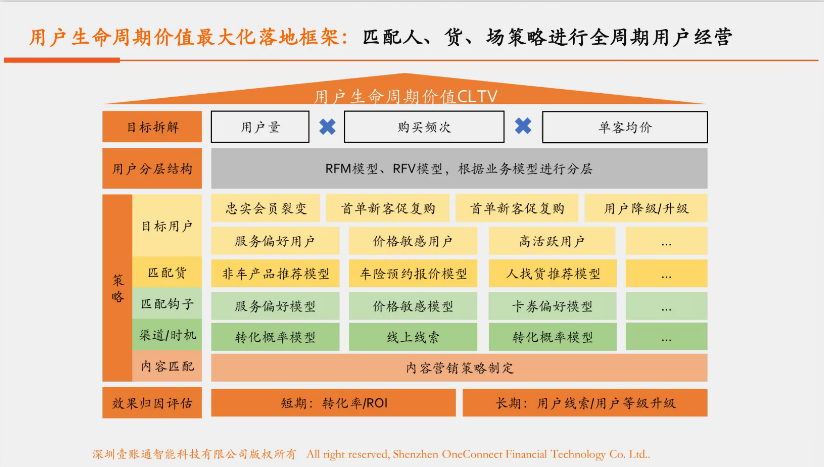 用户生命周期价值最大化落地框架：匹配人、货、场策略进行全周期用户经营
用户生命周期价值CLTV
目标拆解 用户量 购买频次 单客均价
用户分层结构 RFM模型、RFV模型，根据业务模型进行分层
策略
目标用户 忠实会员裂变 首单新客促复购 首单新客促复购 用户降级/升级
服务偏好用户 价格敏感用户 高活跃用户 ...
匹配货 非车产品推荐模型 车险预约报价模型 人找货推荐模型 ...
匹配钩子 服务偏好模型 价格敏感模型 卡券偏好模型 ...
渠道/时机 转化概率模型 线上线索 转化概率模型 ...
内容匹配 内容营销策略制定
效果归因评估 短期：转化率/ROI 长期：用户线索/用户等级升级
深圳壹账通智能科技有限公司版权所有 All right reserved, Shenzhen OneConnect Financial Technology Co. Ltd..